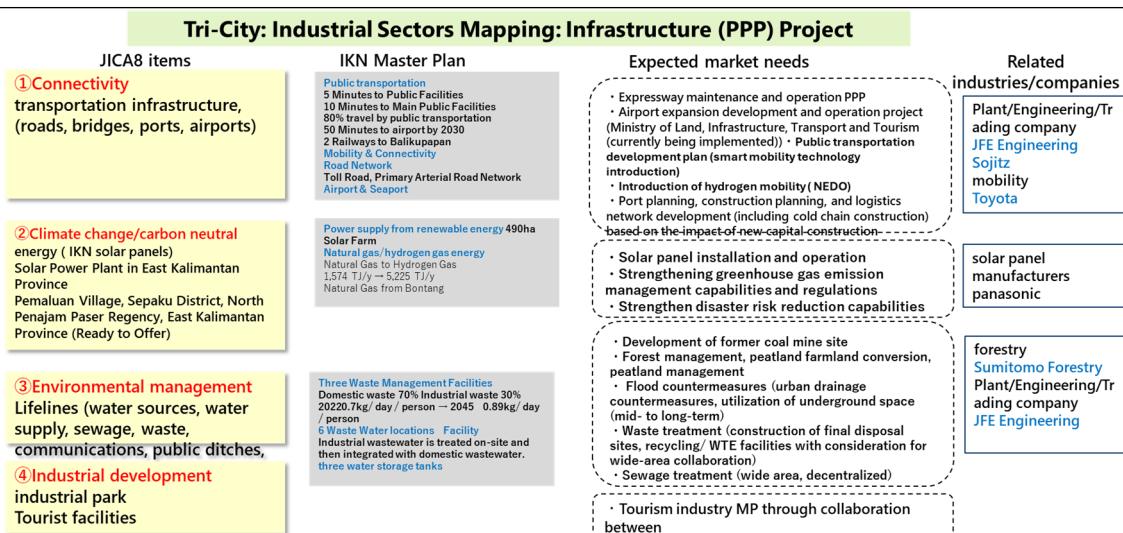 Tri-City: Industrial Sectors Mapping: Infrastructure (PPP) Project
JICA8 items
IKN Master Plan
Expected market needs
Related
industries/companies
①Connectivity
transportation infrastructure,
(roads, bridges, ports, airports)
Public transportation
5 Minutes to Public Facilities
10 Minutes to Main Public Facilities
80% travel by public transportation
50 Minutes to airport by 2030
2 Railways to Balikupapan
Mobility & Connectivity
Road Network
Toll Road, Primary Arterial Road Network
Airport & Seaport
・Expressway maintenance and operation PPP
・Airport expansion development and operation project
(Ministry of Land, Infrastructure, Transport and Tourism
(currently being implemented))・Public transportation
development plan (smart mobility technology
introduction)
・Introduction of hydrogen mobility ( NEDO)
・Port planning, construction planning, and logistics
network development (including cold chain construction)
based on the impact of new capital construction
Plant/Engineering/Tr
ading company
JFE Engineering
Sojitz
mobility
Toyota
②Climate change/carbon neutral
energy ( IKN solar panels)
Solar Power Plant in East Kalimantan
Province
Pemaluan Village, Sepaku District, North
Penajam Paser Regency, East Kalimantan
Province (Ready to Offer)
Power supply from renewable energy 490ha
Solar Farm
Natural gas/hydrogen gas energy
Natural Gas to Hydrogen Gas
1,574 TJ/y → 5,225 TJ/y
Natural Gas from Bontang
・Solar panel installation and operation
・Strengthening greenhouse gas emission
management capabilities and regulations
・Strengthen disaster risk reduction capabilities
solar panel
manufacturers
panasonic
③Environmental management
Lifelines (water sources, water
supply, sewage, waste,
communications, public ditches,
Three Waste Management Facilities
Domestic waste 70% Industrial waste 30%
20220.7kg/ day / person → 2045 0.89kg/ day
/ person
6 Waste Water locations Facility
Industrial wastewater is treated on-site and
then integrated with domestic wastewater.
three water storage tanks
・Development of former coal mine site
・Forest management, peatland farmland conversion,
peatland management
・ Flood countermeasures (urban drainage
countermeasures, utilization of underground space
(mid- to long-term)
・Waste treatment (construction of final disposal
sites, recycling/ WTE facilities with consideration for
wide-area collaboration)
・Sewage treatment (wide area, decentralized)
forestry
Sumitomo Forestry
Plant/Engineering/Tr
ading company
JFE Engineering
④Industrial development
industrial park
Tourist facilities
・Tourism industry MP through collaboration
between